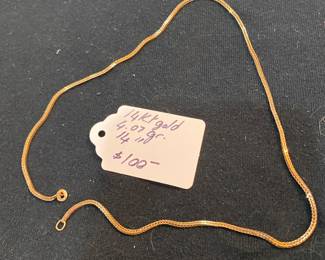 14Kt gold
4.07 gr.
14 in
$100-